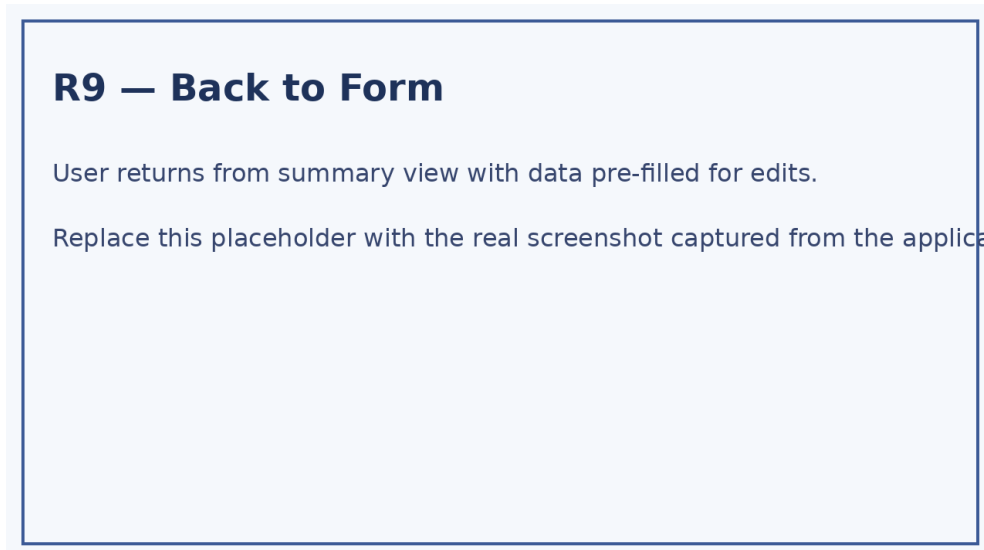 R9 — Back to Form
User returns from summary view with data pre-filled for edits.
Replace this placeholder with the real screenshot captured from the